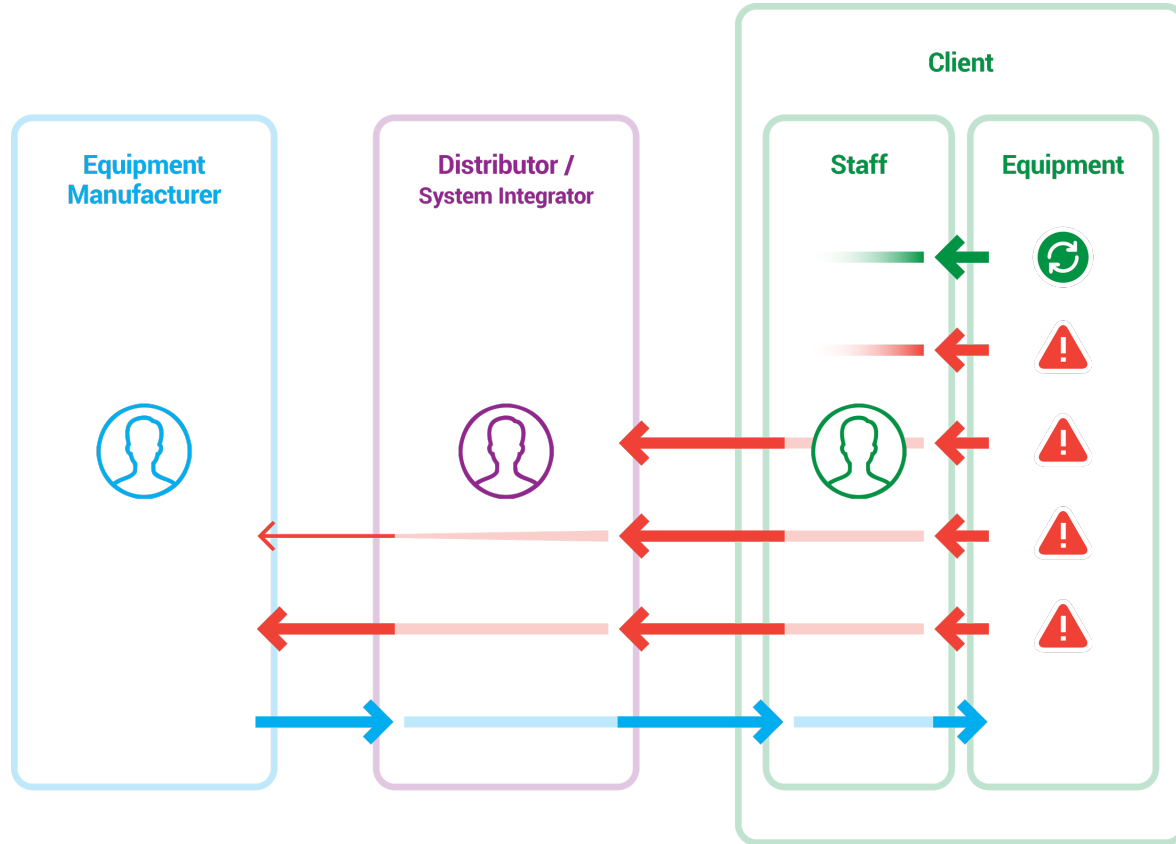 Client
Equipment
Manufacturer
Distributor /
System Integrator
Staff
Equipment